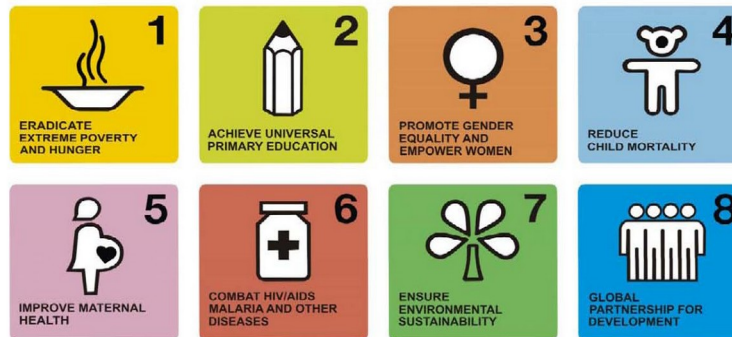 1
ERADICATE
EXTREME POVERTY
AND HUNGER
2
ACHIEVE UNIVERSAL
PRIMARY EDUCATION
3
PROMOTE GENDER
EQUALITY AND
EMPOWER WOMEN
4
REDUCE
CHILD MORTALITY
5
IMPROVE MATERNAL
HEALTH
6
COMBAT HIV/AIDS
MALARIA AND OTHER
DISEASES
7
ENSURE
ENVIRONMENTAL
SUSTAINABILITY
8
GLOBAL
PARTNERSHIP FOR
DEVELOPMENT